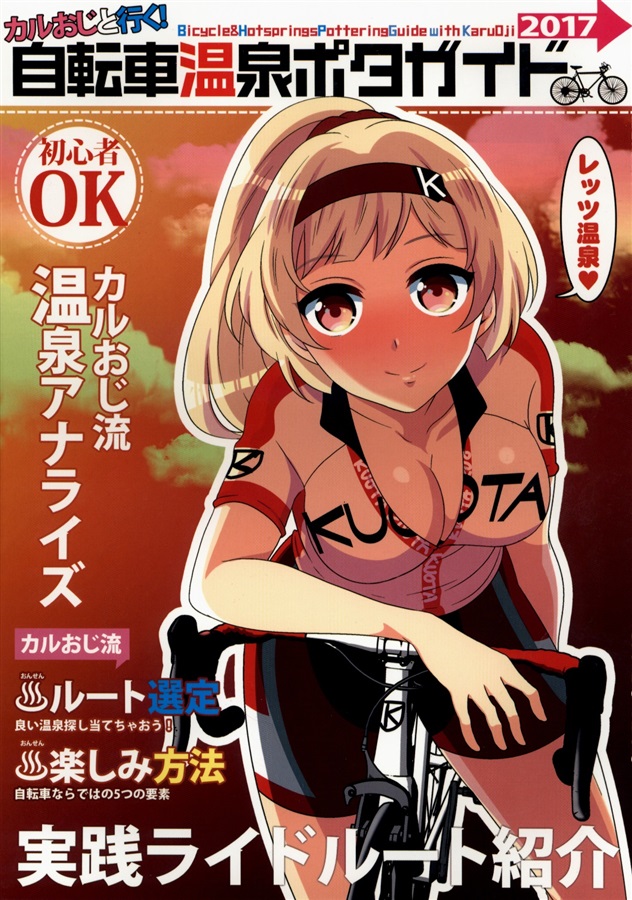 カルおじと行く!
Bicycle&HotspringsPotteringGuide with KaruOji
2017
自転車温泉ポタガイド
初心者
OK
レッツ温泉♥
K
カルおじ流
温泉アナライズ
K
K
KUOTA
KUOTA
KUOTA
カルおじ流
おんせん
♨ルート選定
良い温泉探し当てちゃおう!
おんせん
♨楽しみ方法
自転車ならではの5つの要素
K
実践ライドルート紹介